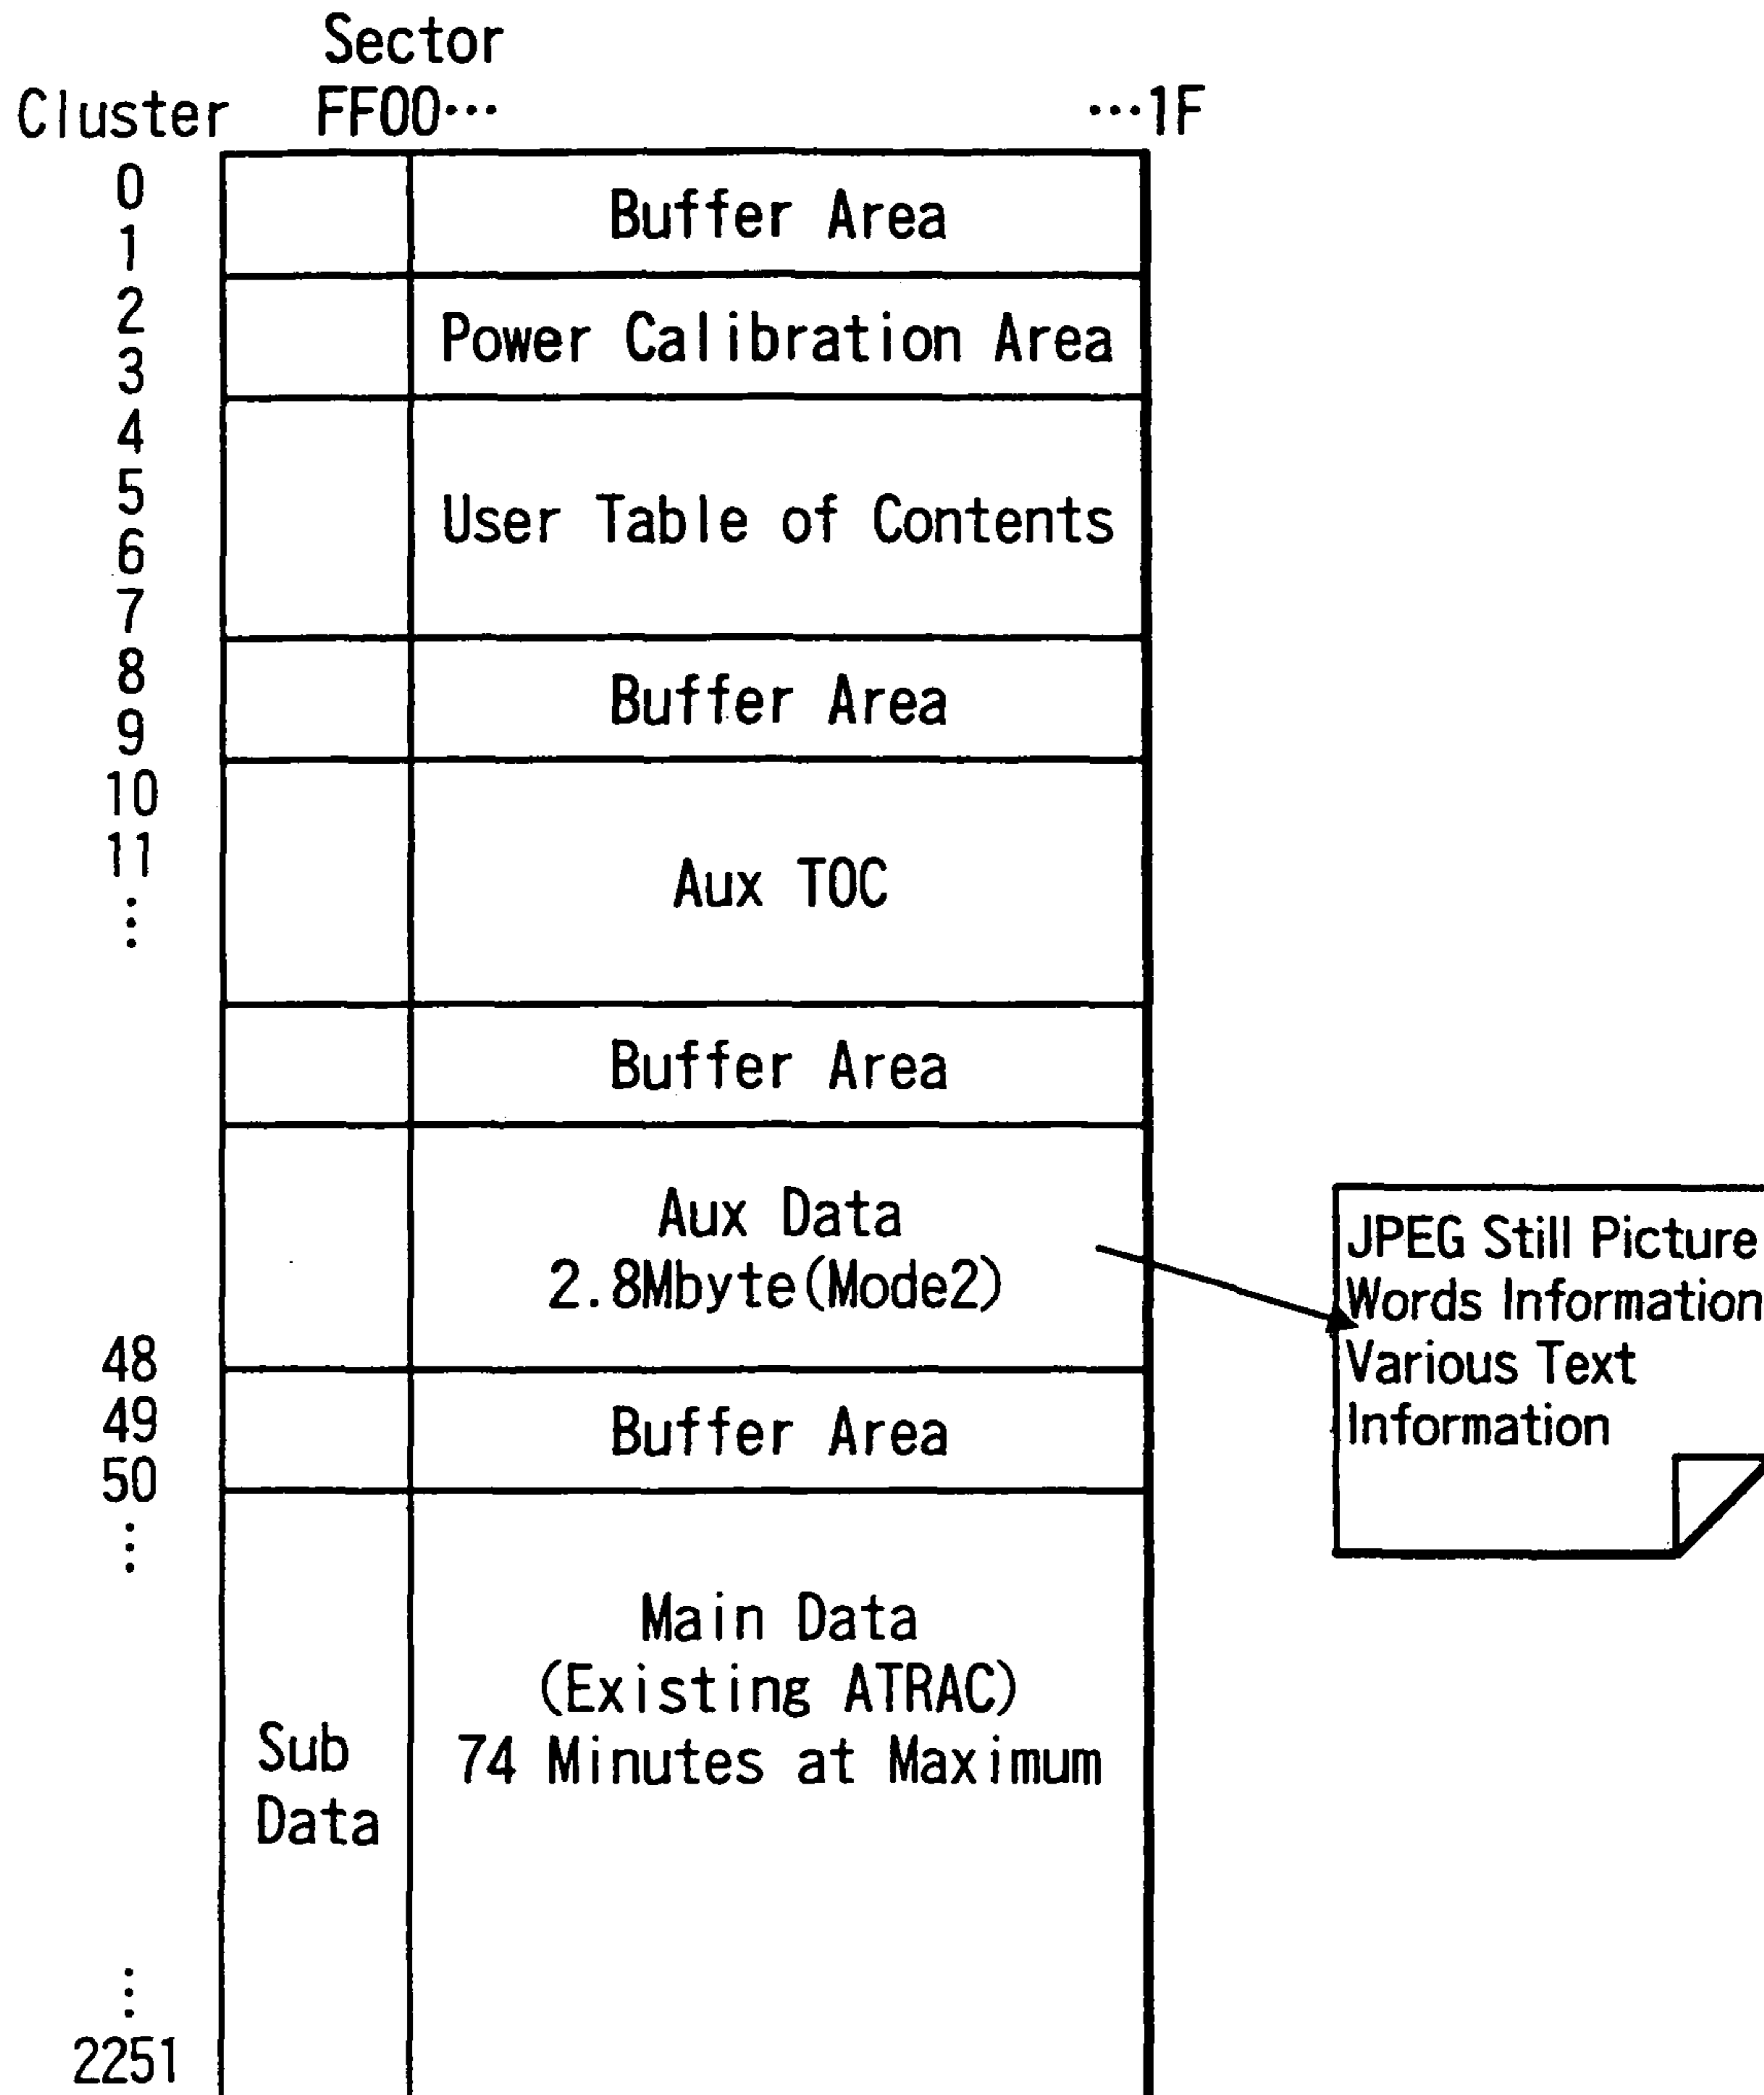 Sector
Cluster FF00··· ···1F
0
Buffer Area
1
2
Power Calibration Area
3
4
5
User Table of Contents
6
7
8
Buffer Area
9
10
11
Aux TOC
⋮
Buffer Area
Aux Data
2.8Mbyte(Mode2)
JPEG Still Picture
Words Information
Various Text
Information
48
49
Buffer Area
50
⋮
Main Data
(Existing ATRAC)
74 Minutes at Maximum
Sub
Data
⋮
2251